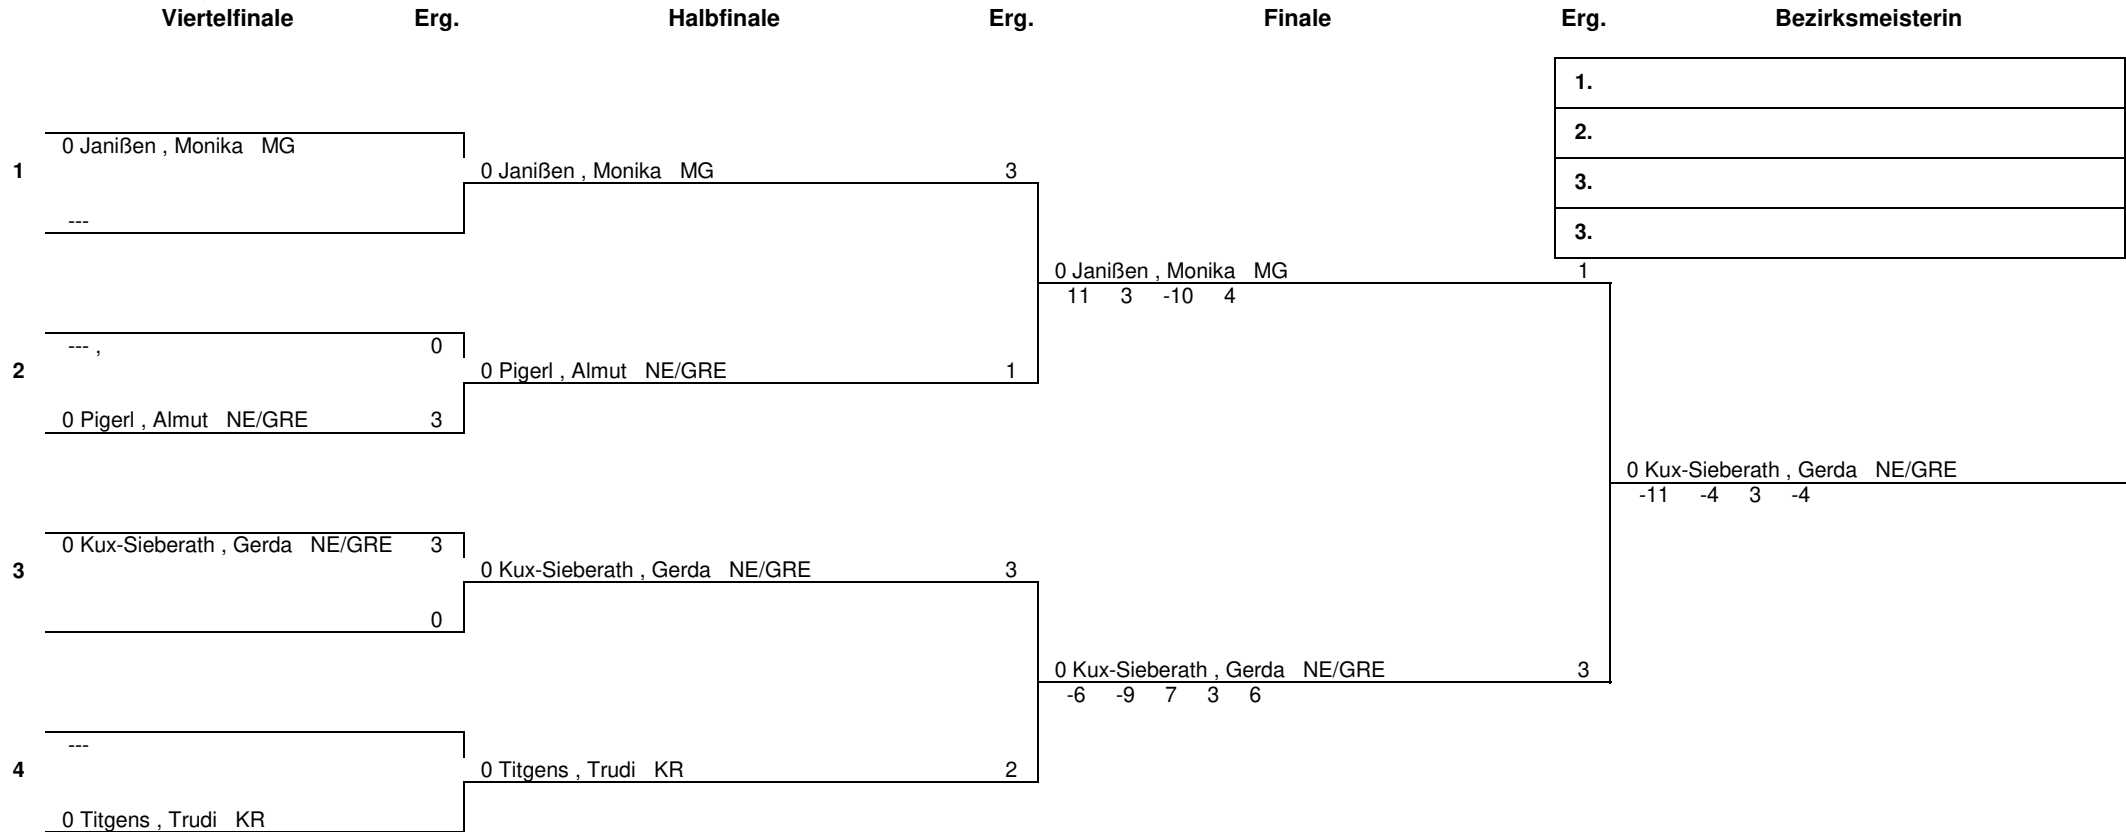 Viertelfinale Erg. Halbfinale Erg. Finale Erg. Bezirksmeisterin
1.
2.
0 Janißen , Monika MG
1 0 Janißen , Monika MG 3
3.
---
3.
0 Janißen , Monika MG 1
11 3 -10 4
--- , 0
2 0 Pigerl , Almut NE/GRE 1
0 Pigerl , Almut NE/GRE 3
0 Kux-Sieberath , Gerda NE/GRE
-11 -4 3 -4
0 Kux-Sieberath , Gerda NE/GRE 3
3 0 Kux-Sieberath , Gerda NE/GRE 3
0
0 Kux-Sieberath , Gerda NE/GRE 3
-6 -9 7 3 6
---
4 0 Titgens , Trudi KR 2
0 Titgens , Trudi KR